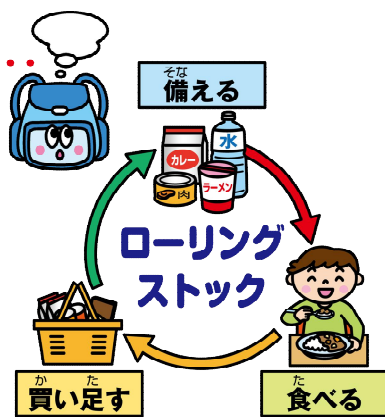 そな
備える
カレー
水
肉
ラーメン
ローリング
ストック
か た
買い足す
た
食べる